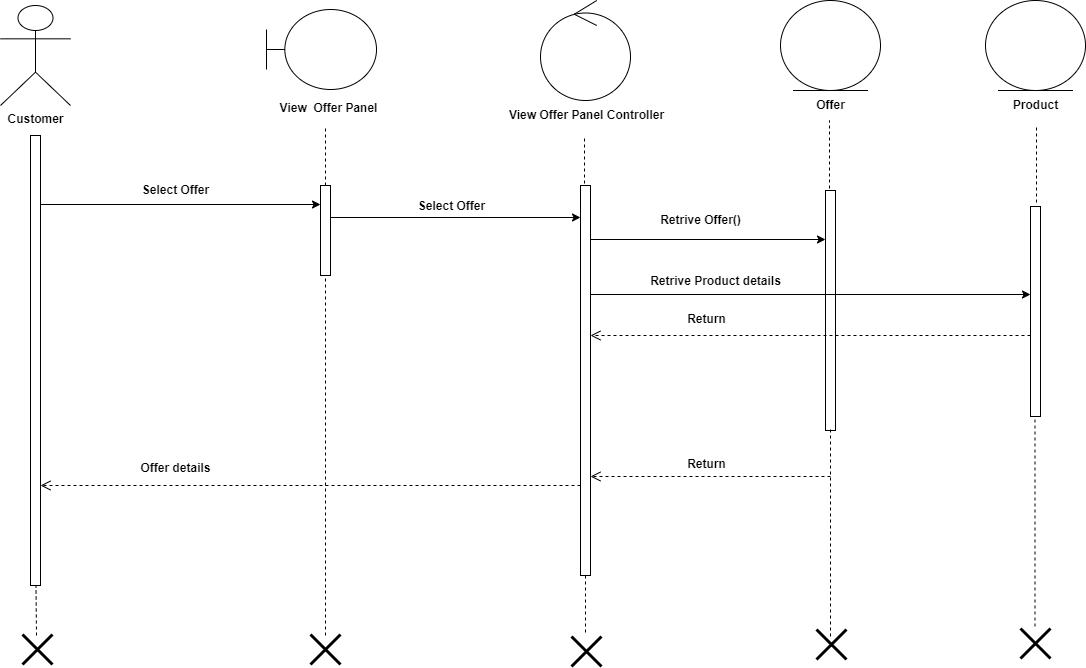 Customer
View  Offer Panel
View Offer Panel Controller
Offer
Product
Select Offer
Select Offer
Retrive Offer()
Retrive Product details
Return
Offer details
Return